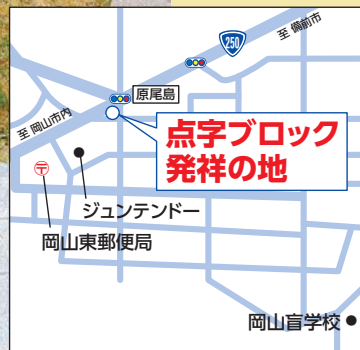 至 備前市
250
原尾島
至 岡山市内
点字ブロック
発祥の地
〒
ジュンテンドー
岡山東郵便局
岡山盲学校